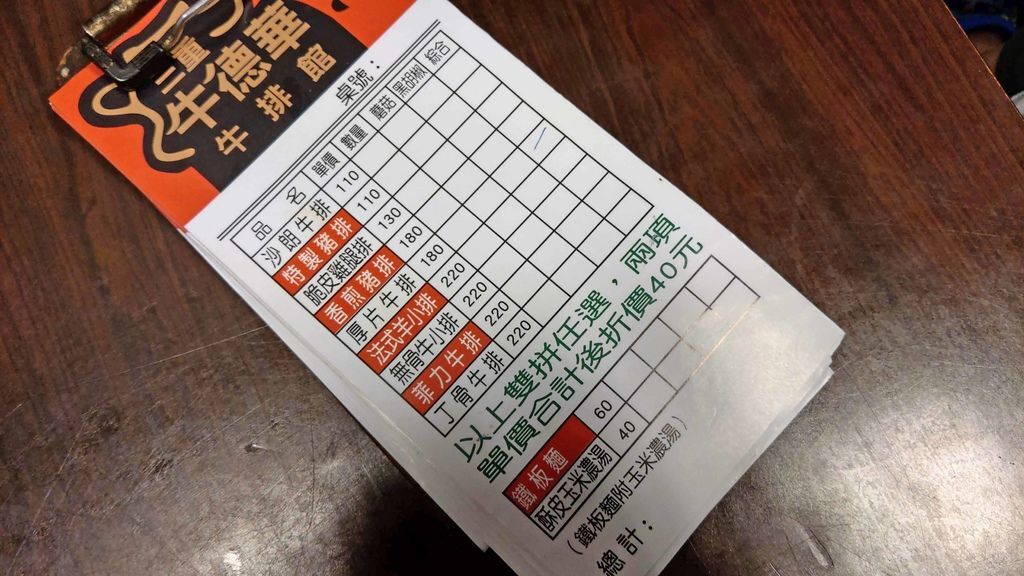 牛德華
牛排館
桌號：
品名 單價 數量 蘑菇 黑胡椒 綜合
沙朗牛排 110
特製豬排 110
脆皮雞腿排 130
香煎豬排 180
厚片牛排 180
法式羊小排 220
無骨牛小排 220
菲力牛排 220
丁骨牛排 220
以上雙拼任選，兩項
單價合計後折價40元
鐵板麵 60
酥皮玉米濃湯 40
(鐵板麵附玉米濃湯)
總計：